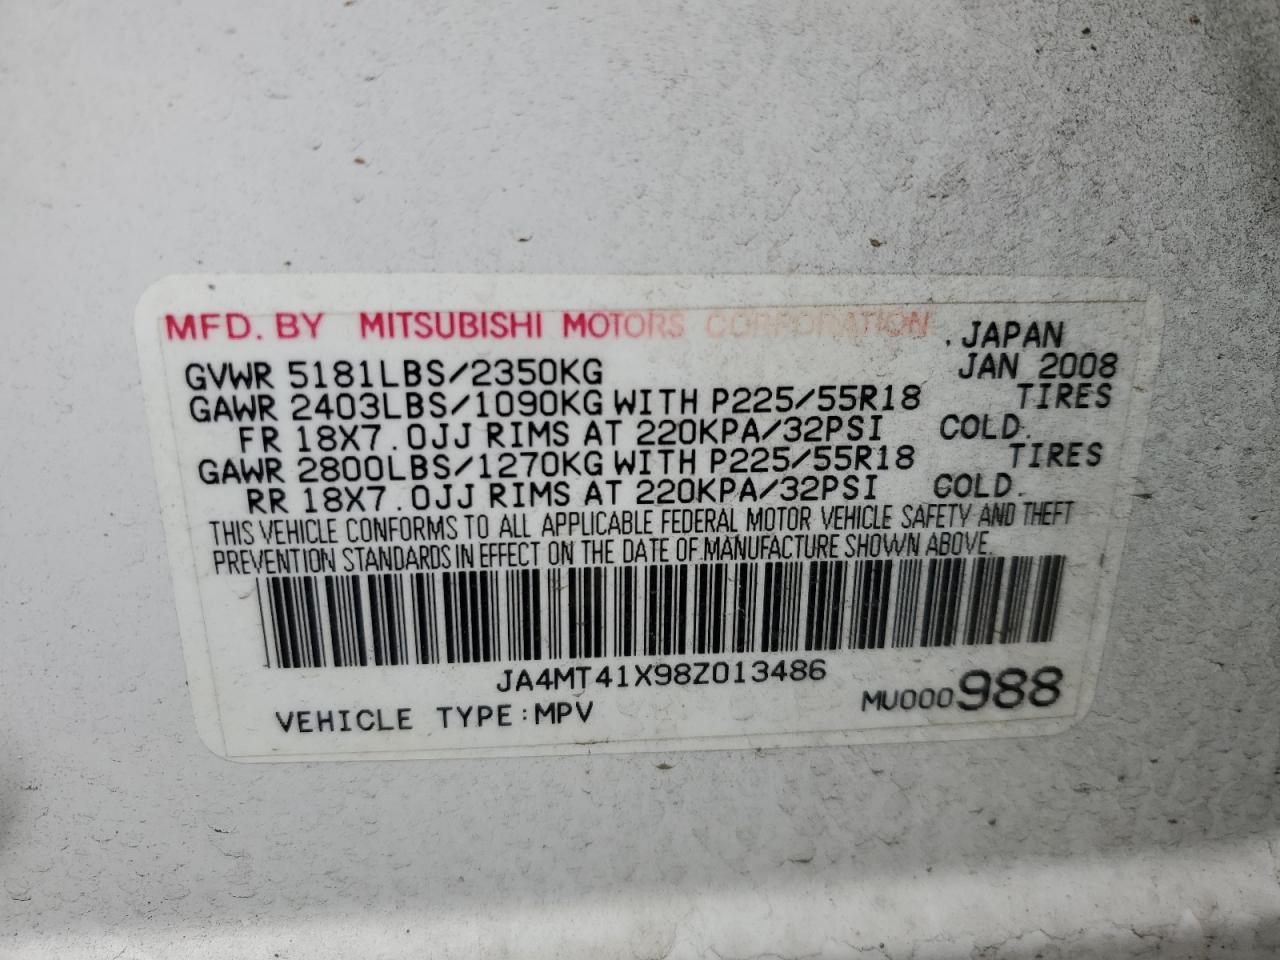 MFD. BY MITSUBISHI MOTORS CORPORATION , JAPAN
GVWR 5181LBS/2350KG JAN 2008
GAWR 2403LBS/1090KG WITH P225/55R18 TIRES
FR 18X7.0JJ RIMS AT 220KPA/32PSI COLD.
GAWR 2800LBS/1270KG WITH P225/55R18 TIRES
RR 18X7.0JJ RIMS AT 220KPA/32PSI COLD.
THIS VEHICLE CONFORMS TO ALL APPLICABLE FEDERAL MOTOR VEHICLE SAFETY AND THEFT
PREVENTION STANDARDS IN EFFECT ON THE DATE OF MANUFACTURE SHOWN ABOVE.
JA4MT41X98Z013486
VEHICLE TYPE:MPV MU000988